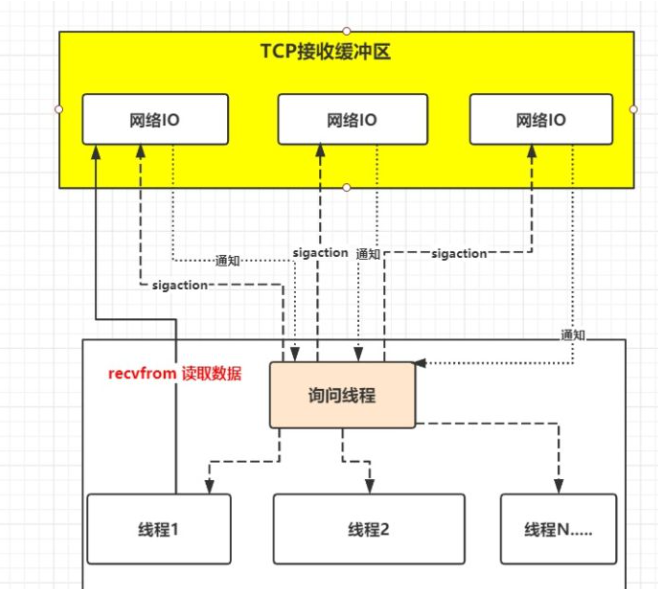 TCP接收缓冲区
网络IO
网络IO
网络IO
通知
sigaction
通知
sigaction
sigaction
通知
recvfrom 读取数据
询问线程
线程1
线程2
线程N.....